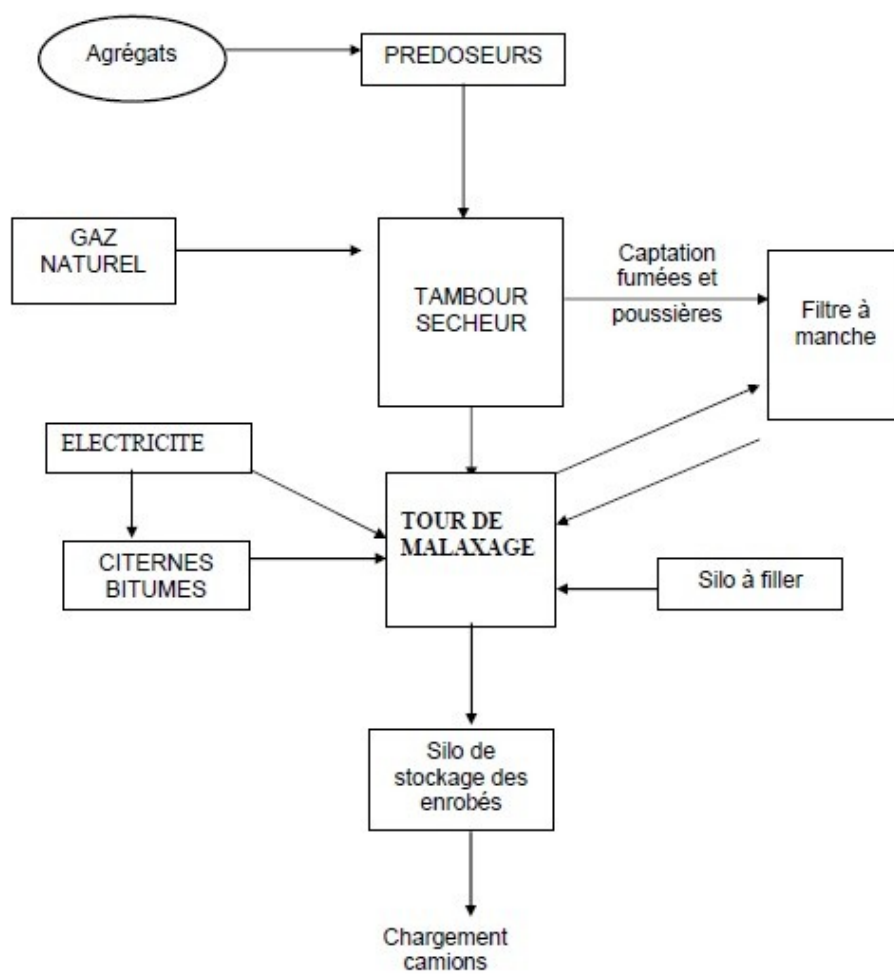 Agrégats
PREDOSEURS
GAZ
NATUREL
TAMBOUR
SECHEUR
Captation
fumées et
poussières
Filtre à
manche
ELECTRICITE
TOUR DE
MALAXAGE
CITERNES
BITUMES
Silo à filler
Silo de
stockage des
enrobés
Chargement
camions